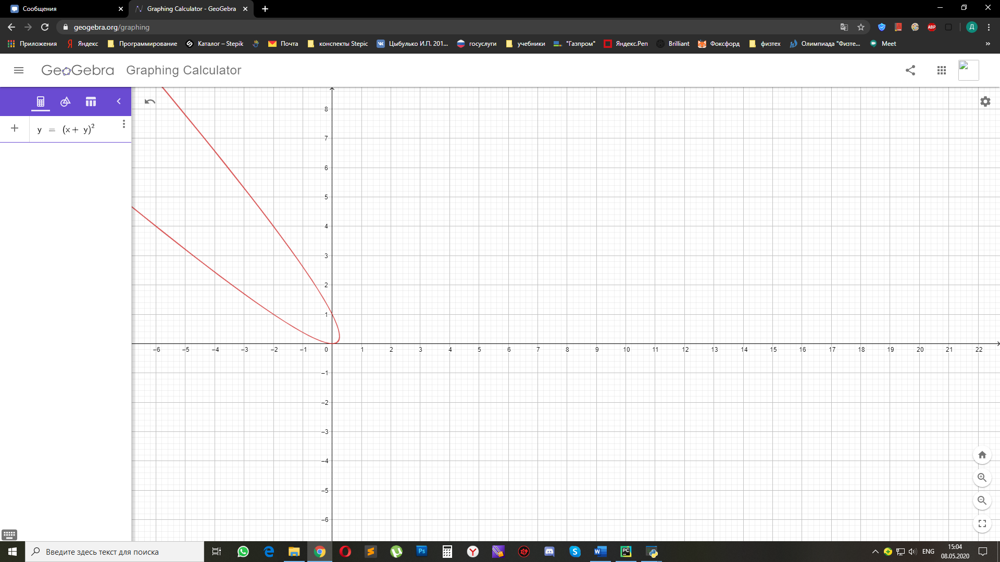 Сообщения
Graphing Calculator - GeoGebra
geogebra.org/graphing
ABP
Д
Приложения
Яндекс
Программирование
Каталог – Stepik
Почта
конспекты Stepic
Цыбулько И.П. 201...
госуслуги
учебники
"Газпром"
Яндекс.Реп
Brilliant
Фоксфорд
физтех
Олимпиада "Физте...
Meet
»
GeoGebra Graphing Calculator
y = (x + y)²
8
7
6
5
4
3
2
1
–6 –5 –4 –3 –2 –1 0 1 2 3 4 5 6 7 8 9 10 11 12 13 14 15 16 17 18 19 20 21 22
–1
–2
–3
–4
–5
–6
Введите здесь текст для поиска
Ps
W
PC
ENG
15:04
08.05.2020